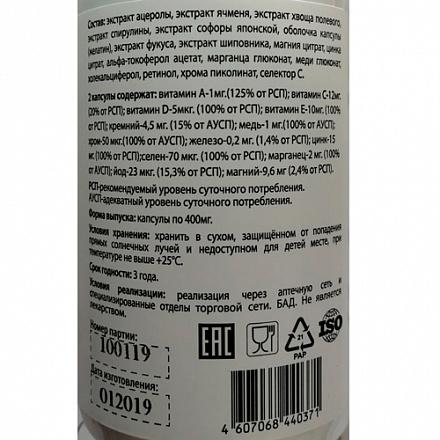 Состав: экстракт ацеролы, экстракт ячменя, экстракт хвоща полевого,
экстракт спирулины, экстракт софоры японской, оболочка капсулы
(желатин), экстракт фукуса, экстракт шиповника, магния цитрат, цинка
цитрат, альфа-токоферол ацетат, марганца глюконат, меди глюконат,
холекальциферол, ретинол, хрома пиколинат, селектор С.
2 капсулы содержат: витамин А-1мг.(125% от РСП); витамин С-12мг.
(20% от РСП); витамин D-5мкг.(100% от РСП); витамин Е-10мг.(100%
от РСП); кремний-4,5 мг. (15% от АУСП); медь-1 мг.(100% от АУСП);
хром-50 мкг.(100% от АУСП); железо-0,2 мг.(1,4% от РСП); цинк-15
мг.(100% от РСП);селен-70 мкг. (100% от РСП); марганец-2 мг.(100%
от РСП); йод-23 мкг.(15,3% от РСП); магний-9,6 мг (2,4% от РСП).
РСП-рекомендуемый уровень суточного потребления.
АУСП-адекватный уровень суточного потребления.
Форма выпуска: капсулы по 400мг.
Условия хранения: хранить в сухом, защищённом от попадания
прямых солнечных лучей и недоступном для детей месте, при
температуре не выше +25°С.
Срок годности: 3 года.
Условия реализации: реализация через аптечную сеть и
специализированные отделы торговой сети. БАД. Не является
лекарством.
Номер партии:
100119
Дата изготовления:
012019
ЕАС
21
PAP
ISO
4 607068 440371